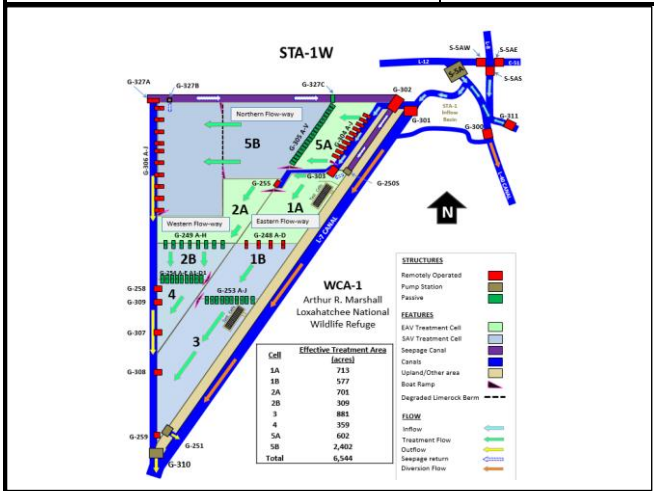 STA-1W
S-5AW
S-5AE
L-8
L-12
S-5A
S-5AS
G-327A
G-327B
G-327C
G-302
G-301
STA-1
Inflow
Basin
G-300
G-311
Northern Flow-way
5B
G-305 A-V
5A
G-304 A-J
G-306 A-J
G-303
G-250S
G-255
1A
2A
N
Western Flow-way
Eastern Flow-way
G-249 A-H
G-248 A-D
L-7 CANAL
2B
1B
G-258
4
G-253 A-J
G-309
WCA-1
Arthur R. Marshall
Loxahatchee National
Wildlife Refuge
G-307
3
G-308
G-259
G-251
G-310
Cell Effective Treatment Area
(acres)
1A 713
1B 577
2A 701
2B 309
3 881
4 359
5A 602
5B 2,402
Total 6,544
STRUCTURES
Remotely Operated
Pump Station
Passive
FEATURES
EAV Treatment Cell
SAV Treatment Cell
Seepage Canal
Canals
Upland/Other area
Boat Ramp
Degraded Limerock Berm
FLOW
Inflow
Treatment Flow
Outflow
Seepage return
Diversion Flow